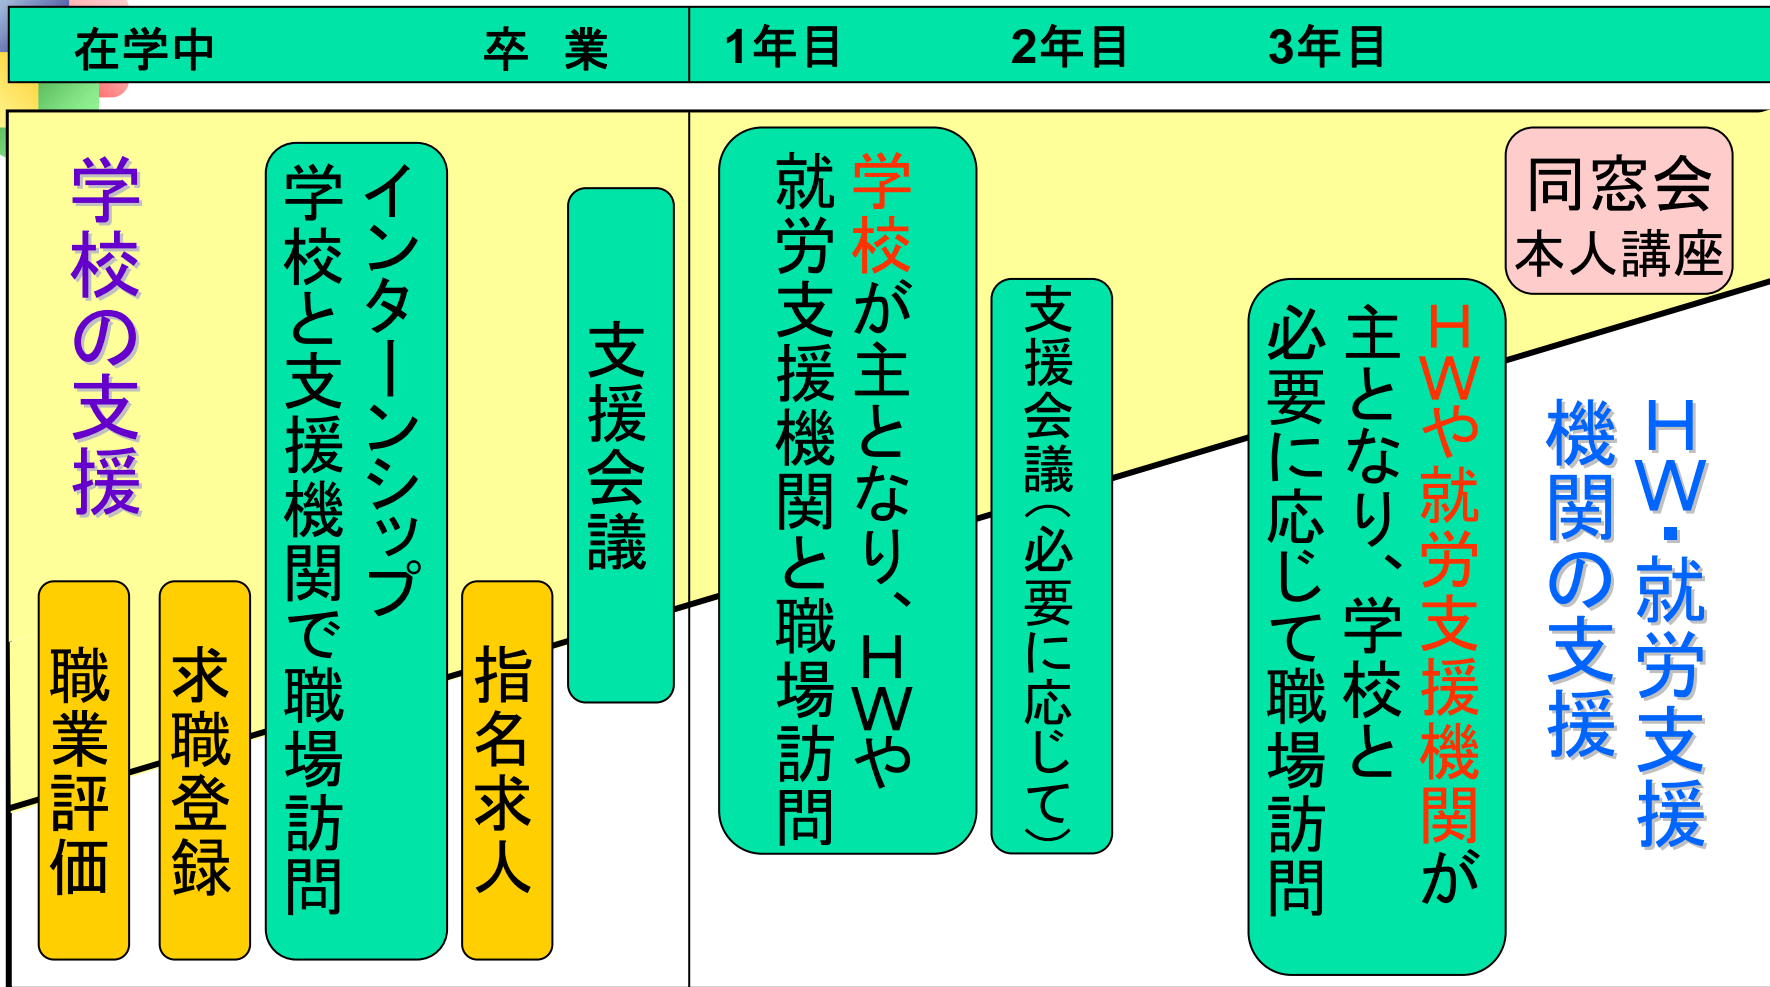 在学中
卒 業
1年目
2年目
3年目
学校の支援
職業評価
求職登録
インターンシップ
学校と支援機関で職場訪問
指名求人
支援会議
学校が主となり、ＨＷや
就労支援機関と職場訪問
支援会議（必要に応じて）
ＨＷや就労支援機関が
主となり、学校と
必要に応じて職場訪問
同窓会
本人講座
ＨＷ・就労支援
機関の支援